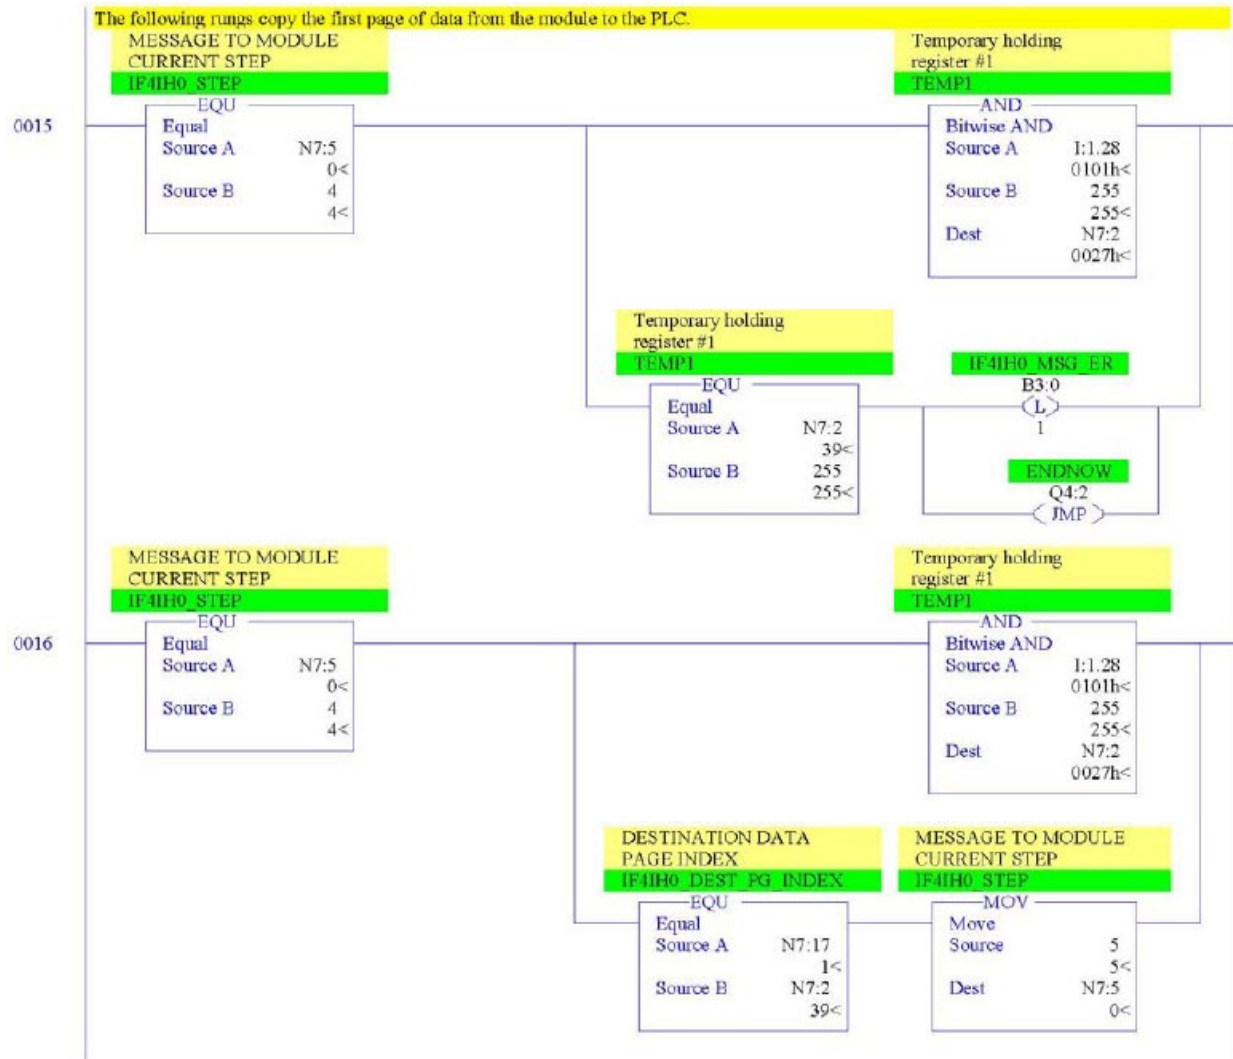 The following rungs copy the first page of data from the module to the PLC.
MESSAGE TO MODULE
CURRENT STEP
IF4IH0_STEP
Temporary holding
register #1
TEMP1
0015
EQU
Equal
Source A N7:5
0<
Source B 4
4<
AND
Bitwise AND
Source A I:1.28
0101h<
Source B 255
255<
Dest N7:2
0027h<
Temporary holding
register #1
TEMP1
EQU
Equal
Source A N7:2
39<
Source B 255
255<
IF4IH0_MSG_ER
B3:0
L
1
ENDNOW
Q4:2
JMP
MESSAGE TO MODULE
CURRENT STEP
IF4IH0_STEP
Temporary holding
register #1
TEMP1
0016
EQU
Equal
Source A N7:5
0<
Source B 4
4<
AND
Bitwise AND
Source A I:1.28
0101h<
Source B 255
255<
Dest N7:2
0027h<
DESTINATION DATA
PAGE INDEX
IF4IH0_DEST_PG_INDEX
EQU
Equal
Source A N7:17
1<
Source B N7:2
39<
MESSAGE TO MODULE
CURRENT STEP
IF4IH0_STEP
MOV
Move
Source 5
5<
Dest N7:5
0<